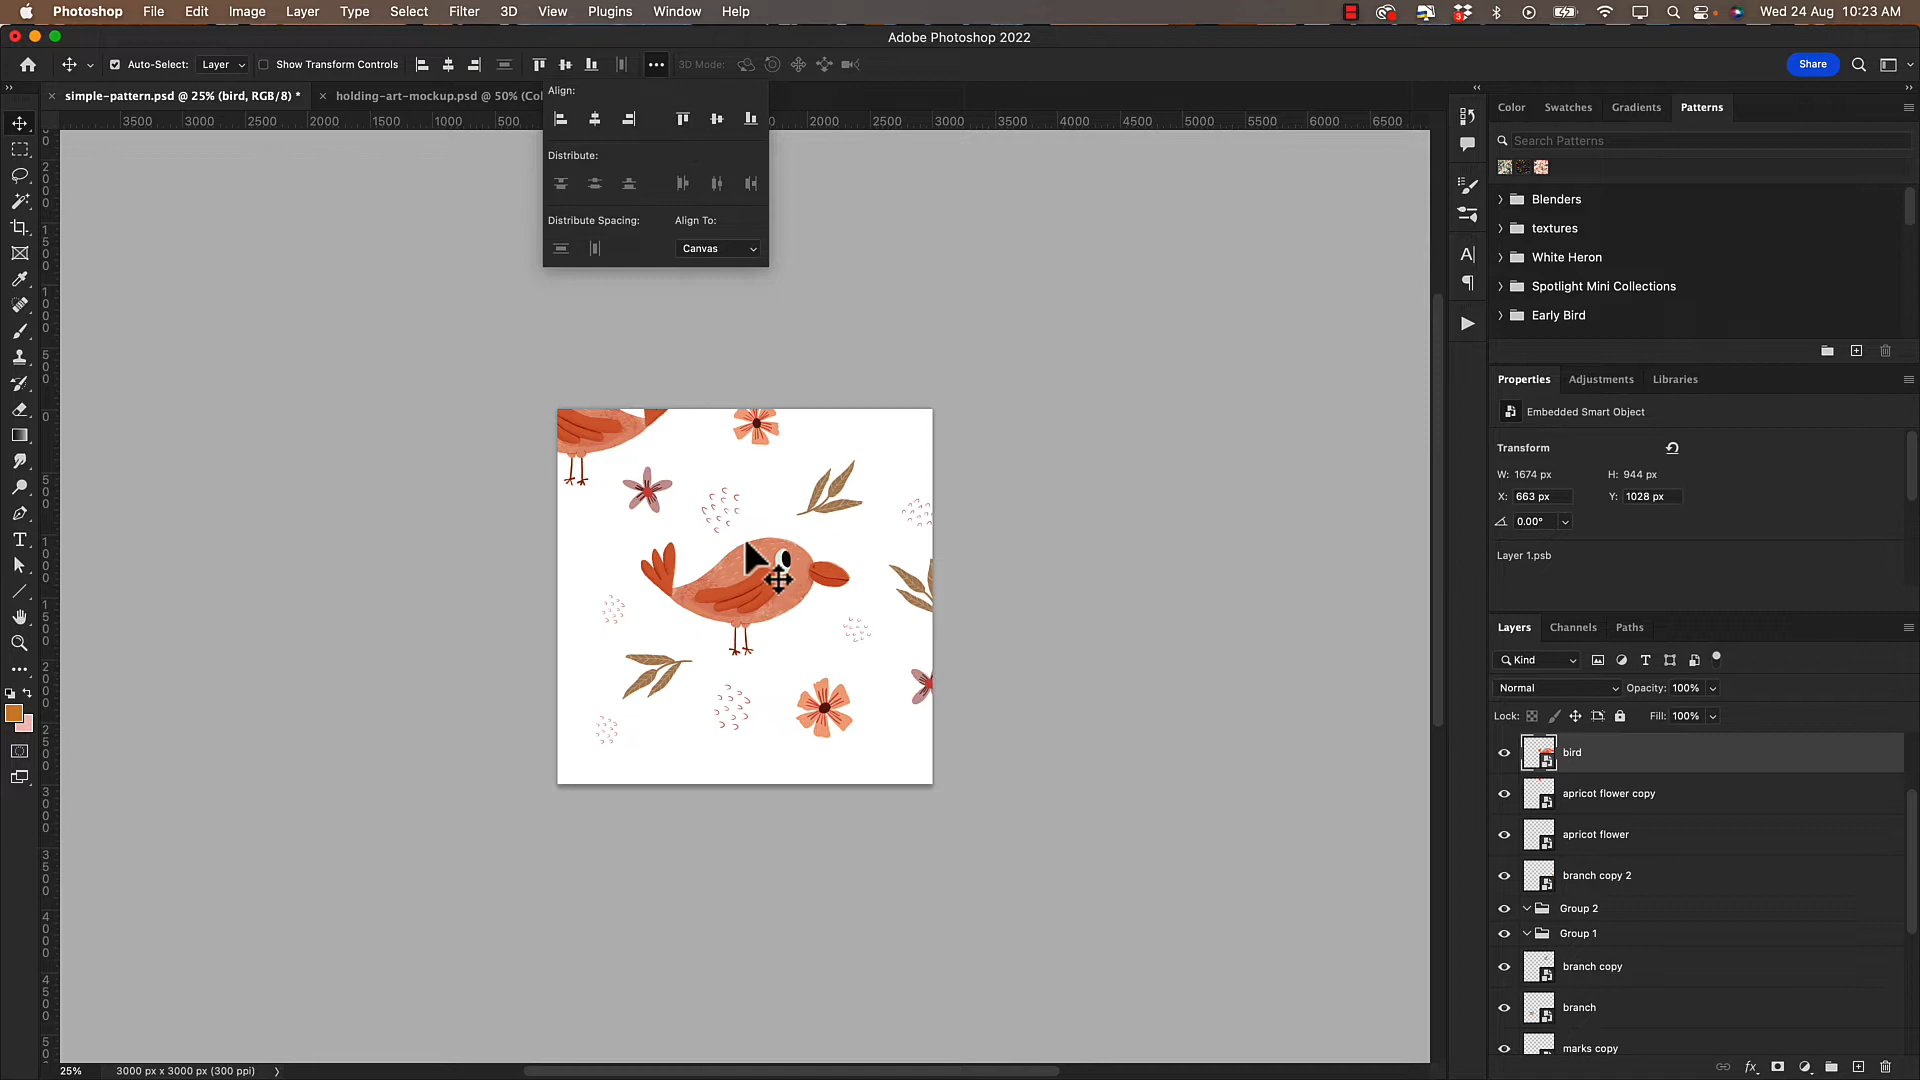 Photoshop File Edit Image Layer Type Select Filter 3D View Plugins Window Help 3 Wed 24 Aug 10:23 AM
Adobe Photoshop 2022
Auto-Select: Layer Show Transform Controls 3D Mode: Share
simple-pattern.psd @ 25% (bird, RGB/8) * holding-art-mockup.psd @ 50% (Col
Align:
Distribute:
Distribute Spacing: Align To:
Canvas
3500 3000 2500 2000 1500 1000 500 2000 2500 3000 3500 4000 4500 5000 5500 6000 6500
Color Swatches Gradients Patterns
Search Patterns
Blenders
textures
White Heron
Spotlight Mini Collections
Early Bird
Properties Adjustments Libraries
Embedded Smart Object
Transform
W: 1674 px H: 944 px
X: 663 px Y: 1028 px
0.00°
Layer 1.psb
Layers Channels Paths
Kind
Normal Opacity: 100%
Lock: Fill: 100%
bird
apricot flower copy
apricot flower
branch copy 2
Group 2
Group 1
branch copy
branch
marks copy
25% 3000 px x 3000 px (300 ppi)